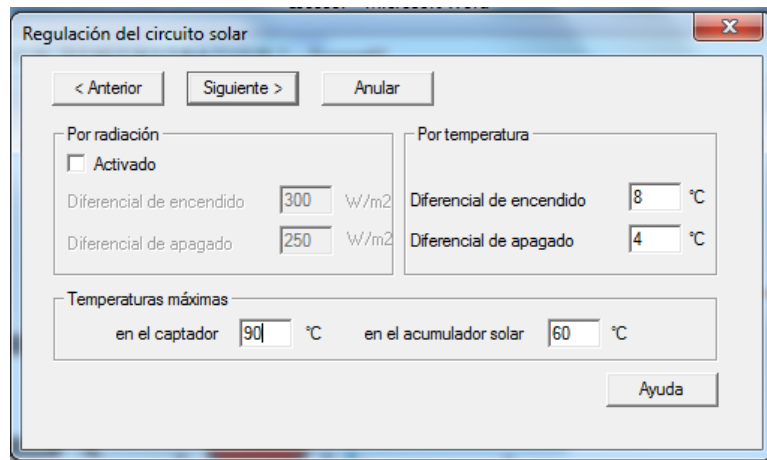 Regulación del circuito solar
< Anterior Siguiente > Anular
Por radiación
Activado
Diferencial de encendido 300 W/m2
Diferencial de apagado 250 W/m2
Por temperatura
Diferencial de encendido 8 °C
Diferencial de apagado 4 °C
Temperaturas máximas
en el captador 90 °C en el acumulador solar 60 °C
Ayuda